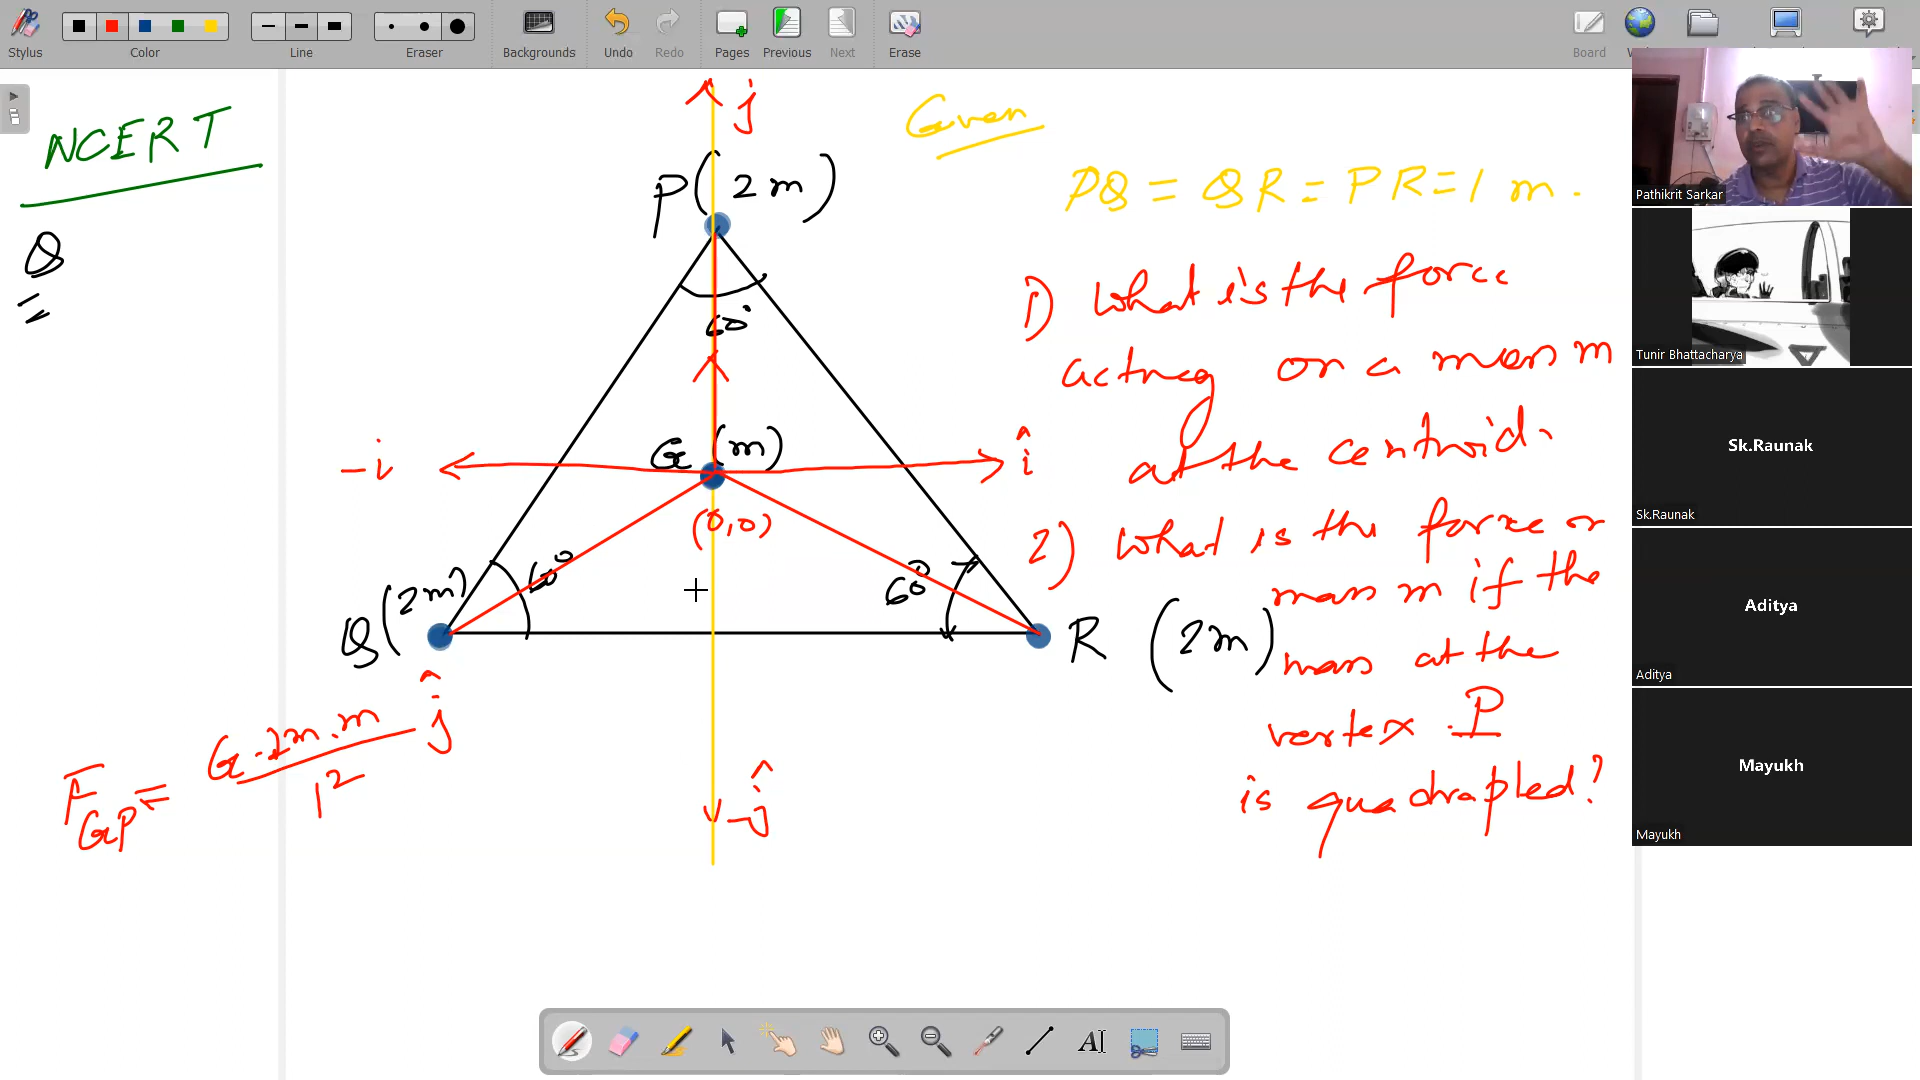 Stylus
Color
Line
Eraser
Backgrounds
Undo
Redo
Pages
Previous
Next
Erase
Board
NCERT
Q
j
P(2m)
60°
-i
G (m)
î
(0,0)
60°
60°
Q(2m)
R (2m)
-ĵ
F GP = G.2m.m / 1² ĵ
Given
PQ = QR = PR = 1 m.
1) What is the force
acting on a mass m
at the centroid.
2) What is the force on
mass m if the
mass at the
vertex P
is quadrapled?
Pathikrit Sarkar
Tunir Bhattacharya
Sk.Raunak
Sk.Raunak
Aditya
Aditya
Mayukh
Mayukh
AI